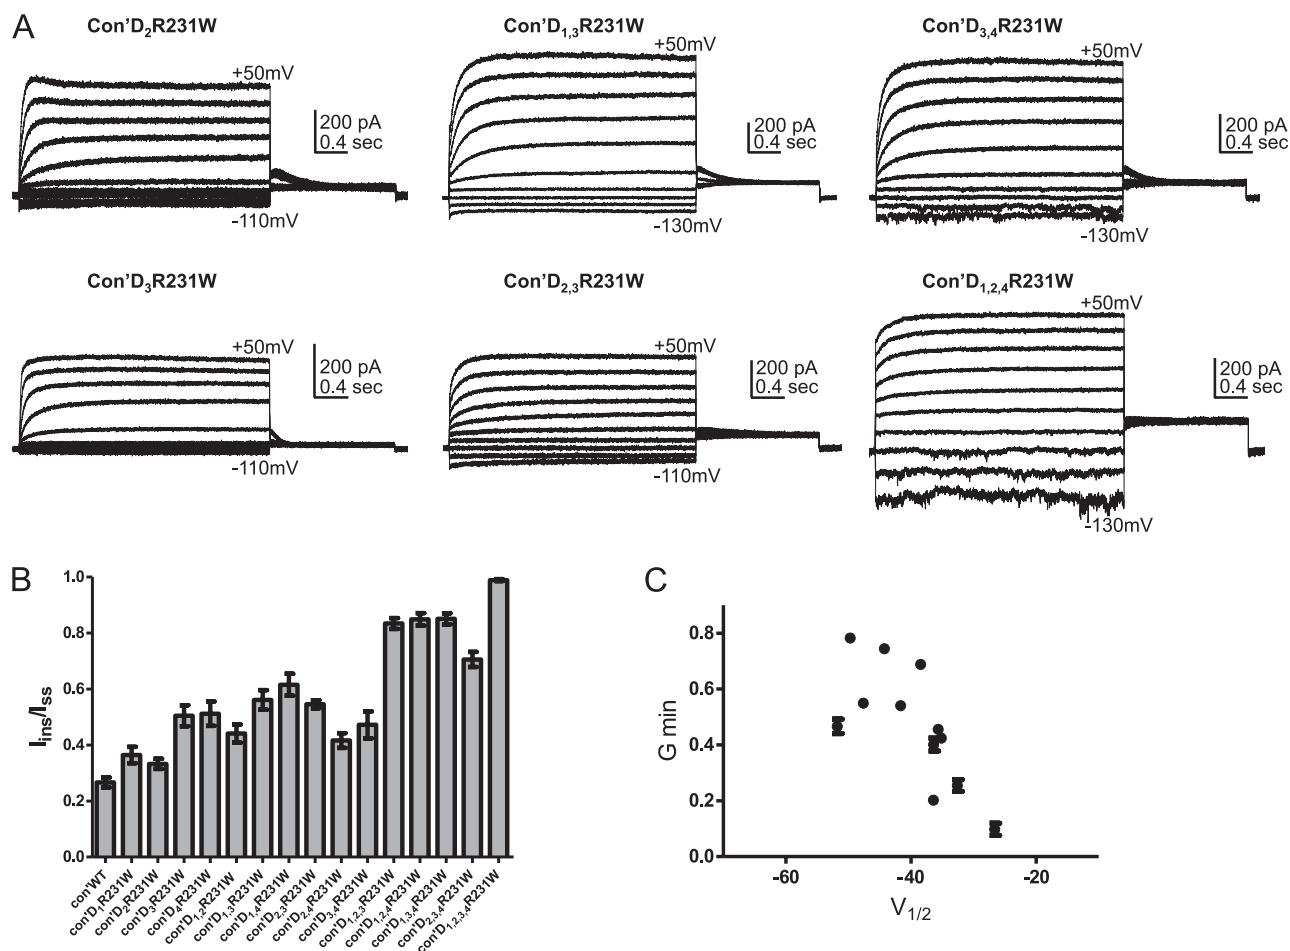 A
Con'D2R231W
+50mV
200 pA
0.4 sec
-110mV
Con'D1,3R231W
+50mV
200 pA
0.4 sec
-130mV
Con'D3,4R231W
+50mV
200 pA
0.4 sec
-130mV
Con'D3R231W
+50mV
200 pA
0.4 sec
-110mV
Con'D2,3R231W
200 pA
0.4 sec
+50mV
-110mV
Con'D1,2,4R231W
+50mV
200 pA
0.4 sec
-130mV
B
Iins/Iss
1.0
0.8
0.6
0.4
0.2
0.0
con'WT
con'D1R231W
con'D2R231W
con'D3R231W
con'D4R231W
con'D1,2R231W
con'D1,3R231W
con'D1,4R231W
con'D2,3R231W
con'D2,4R231W
con'D3,4R231W
con'D1,2,3R231W
con'D1,2,4R231W
con'D1,3,4R231W
con'D2,3,4R231W
con'D1,2,3,4R231W
C
G min
0.8
0.6
0.4
0.2
0.0
-60
-40
-20
V1/2